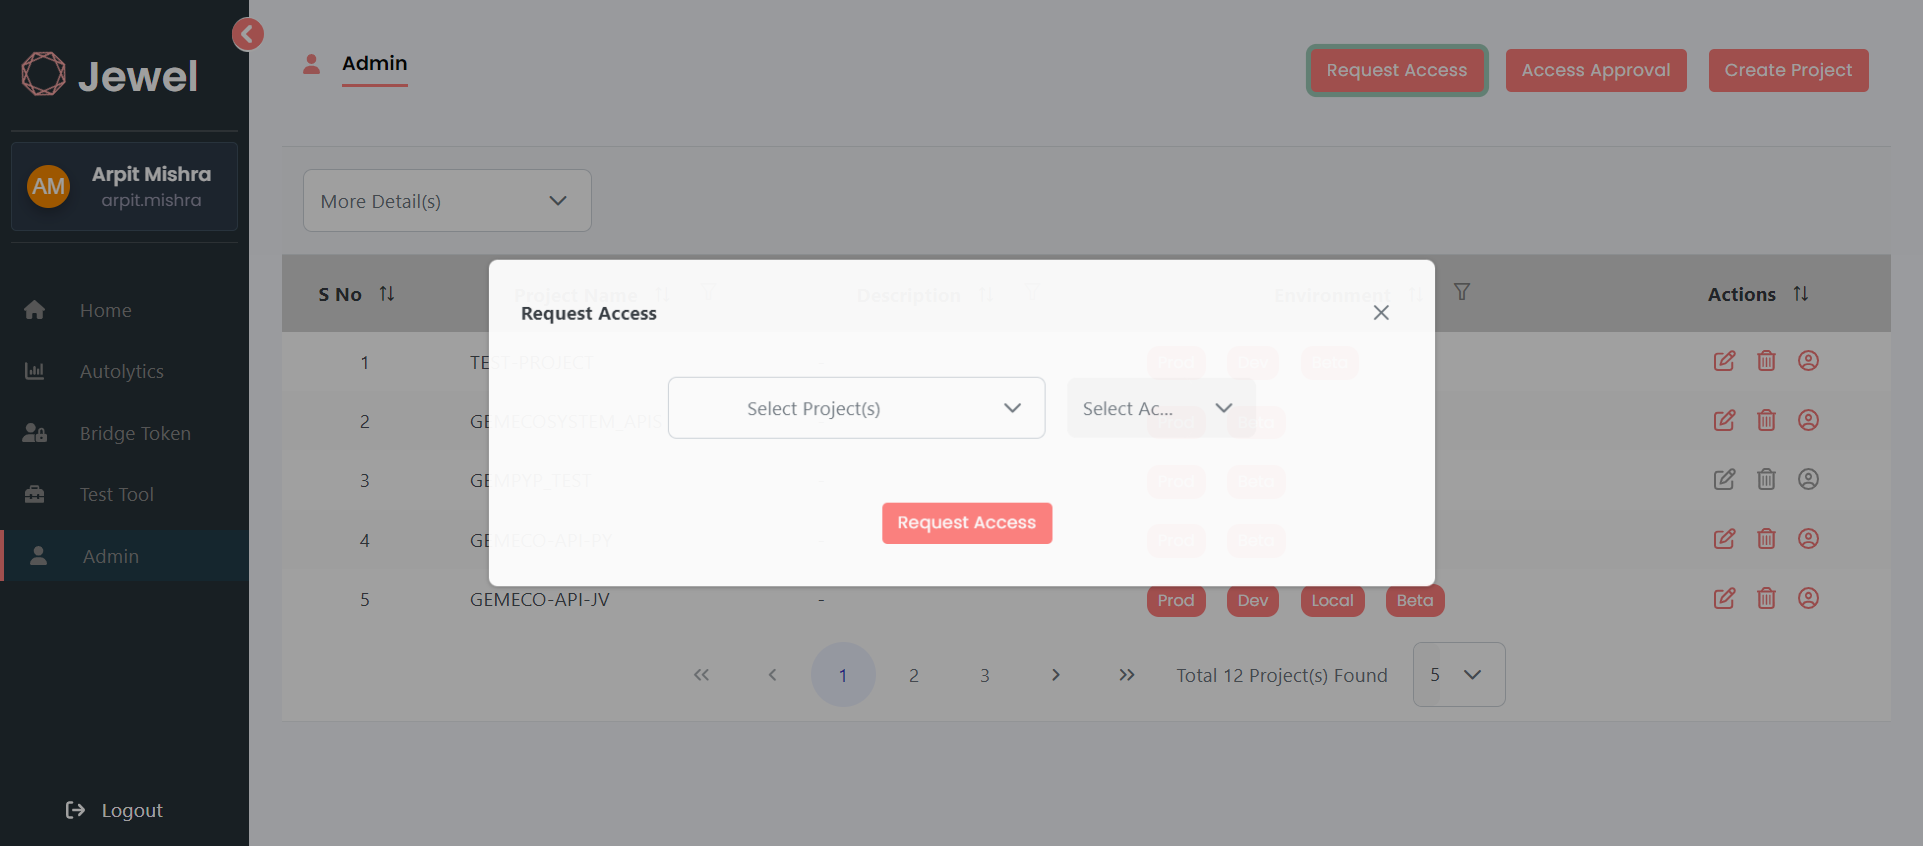 Jewel
AM
Arpit Mishra
arpit.mishra
Home
Autolytics
Bridge Token
Test Tool
Admin
Logout
Admin
Request Access
Access Approval
Create Project
More Detail(s)
S No Project Name Description Environment Actions
Request Access
1 TEST-PROJECT Prod Dev Beta
Select Project(s) Select Ac...
2 GEMECOSYSTEM_APIS Prod Beta
3 GEMPYP_TEST Prod Beta
Request Access
4 GEMECO-API-PY - Prod Beta
5 GEMECO-API-JV - Prod Dev Local Beta
« ‹ 1 2 3 › » Total 12 Project(s) Found 5